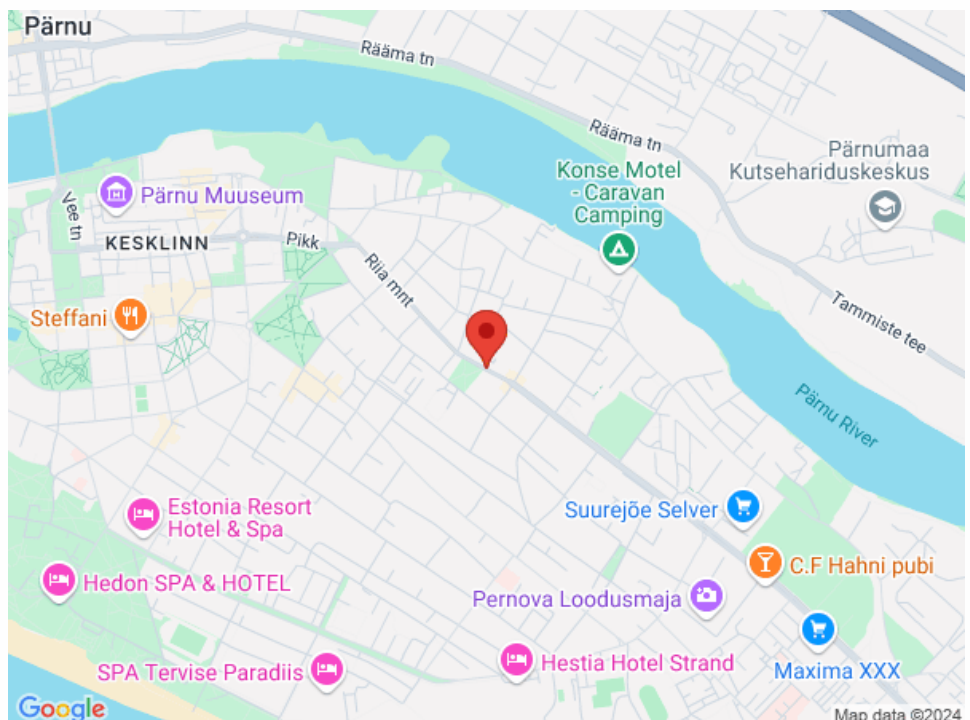 Pärnu
Rääma tn
Rääma tn
Pärnumaa
Kutsehariduskeskus
Konse Motel
- Caravan
Camping
Vee tn
Pärnu Muuseum
KESKLINN
Pikk
Riia mnt
Steffani
Tammiste tee
Pärnu River
Estonia Resort
Hotel & Spa
Suurejõe Selver
C.F Hahni pubi
Hedon SPA & HOTEL
Pernova Loodusmaja
SPA Tervise Paradiis
Hestia Hotel Strand
Maxima XXX
Google
Map data ©2024